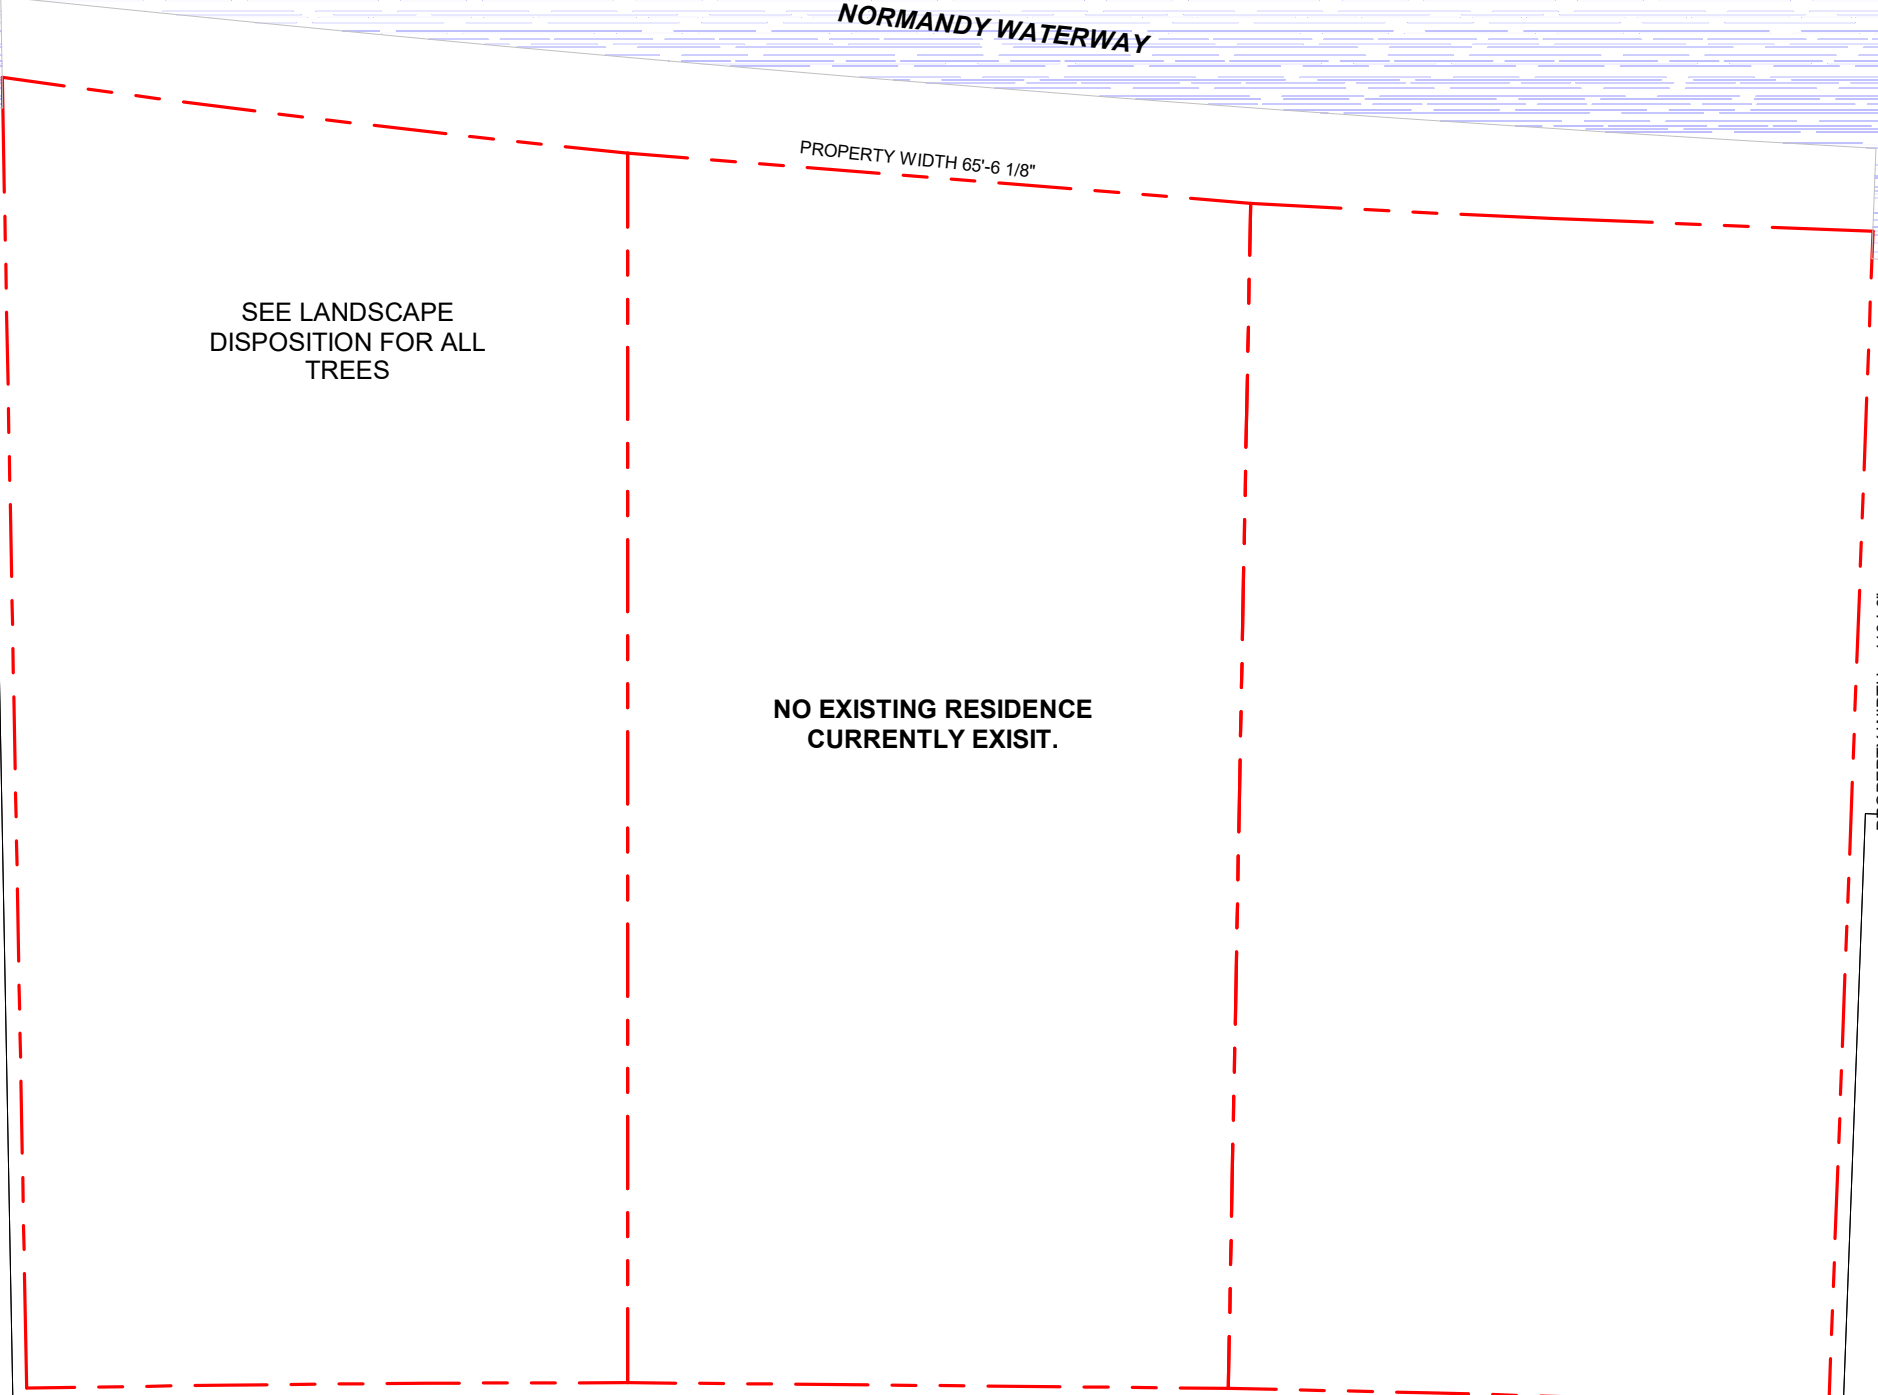 NORMANDY WATERWAY
PROPERTY WIDTH 65'-6 1/8"
SEE LANDSCAPE
DISPOSITION FOR ALL
TREES
NO EXISTING RESIDENCE
CURRENTLY EXISIT.